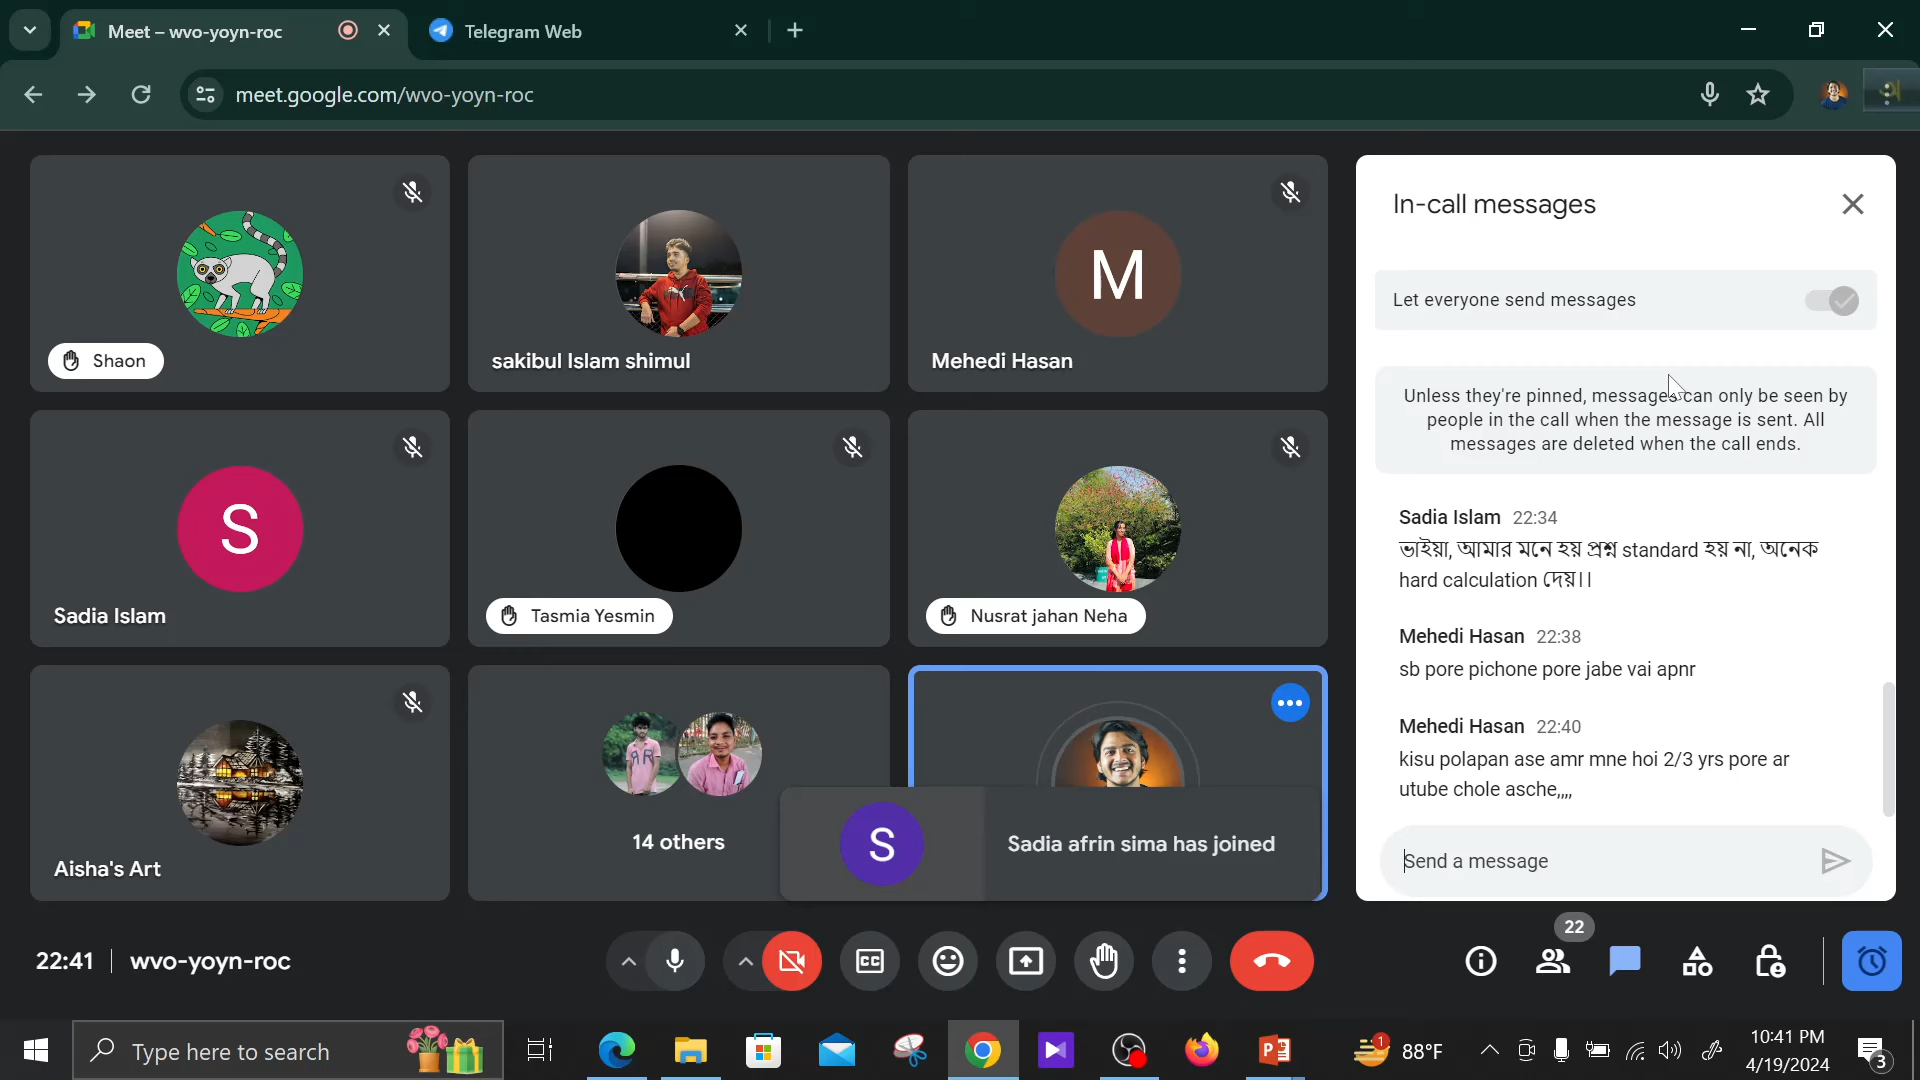 Meet – wvo-yoyn-roc
Telegram Web
meet.google.com/wvo-yoyn-roc
Shaon
sakibul Islam shimul
M
Mehedi Hasan
S
Sadia Islam
Tasmia Yesmin
Nusrat jahan Neha
Aisha's Art
14 others
S
Sadia afrin sima has joined
In-call messages
Let everyone send messages
Unless they're pinned, messages can only be seen by
people in the call when the message is sent. All
messages are deleted when the call ends.
Sadia Islam 22:34
ভাইয়া, আমার মনে হয় প্রশ্ন standard হয় না, অনেক
hard calculation দেয়।।
Mehedi Hasan 22:38
sb pore pichone pore jabe vai apnr
Mehedi Hasan 22:40
kisu polapan ase amr mne hoi 2/3 yrs pore ar
utube chole asche,,,,
Send a message
22:41 | wvo-yoyn-roc
CC
22
Type here to search
1
88°F
10:41 PM
4/19/2024
3